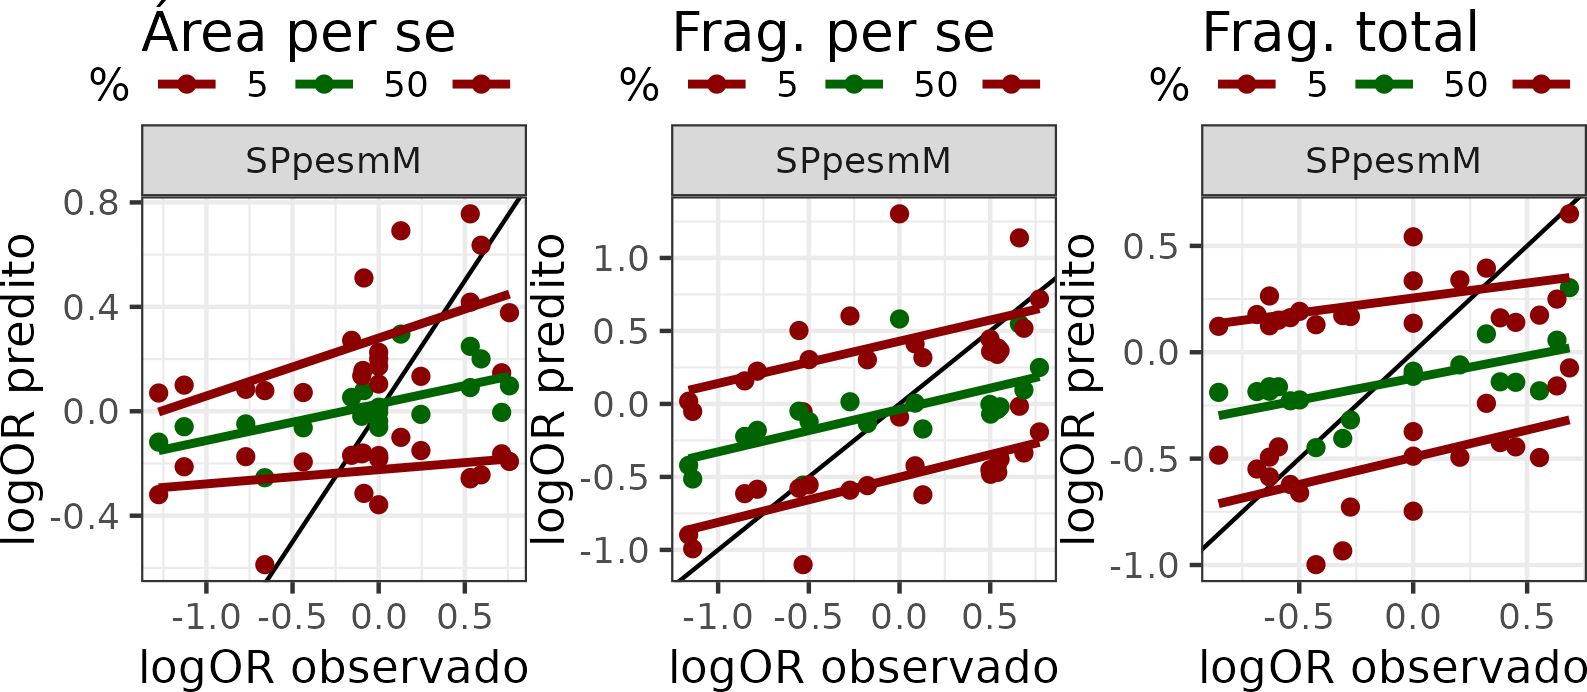 Área per se
% 5 50
SPpesmM
logOR predito
0.8
0.4
0.0
-0.4
-1.0 -0.5 0.0 0.5
logOR observado
Frag. per se
% 5 50
SPpesmM
logOR predito
1.0
0.5
0.0
-0.5
-1.0
-1.0 -0.5 0.0 0.5
logOR observado
Frag. total
% 5 50
SPpesmM
logOR predito
0.5
0.0
-0.5
-1.0
-0.5 0.0 0.5
logOR observado